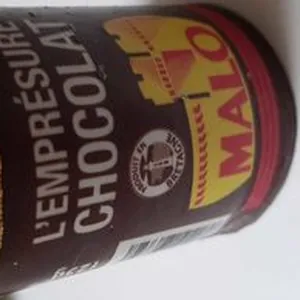 MALO
L'EMPRÉSURÉ
CHOCOLAT
PRODUIT EN
BRETAGNE